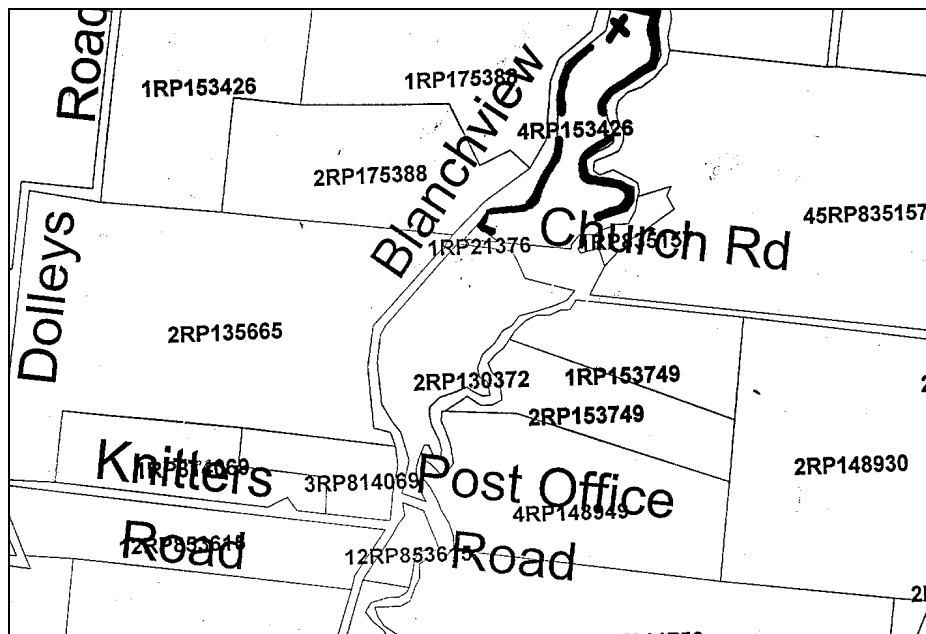 Road
1RP153426
1RP175388
Blanchview
4RP153426
2RP175388
45RP835157
Church Rd
1RP21376
Dolleys
2RP135665
2RP130372
1RP153749
2RP153749
Knitters
3RP814069
Post Office
2RP148930
4RP148949
Road
12RP853615
Road